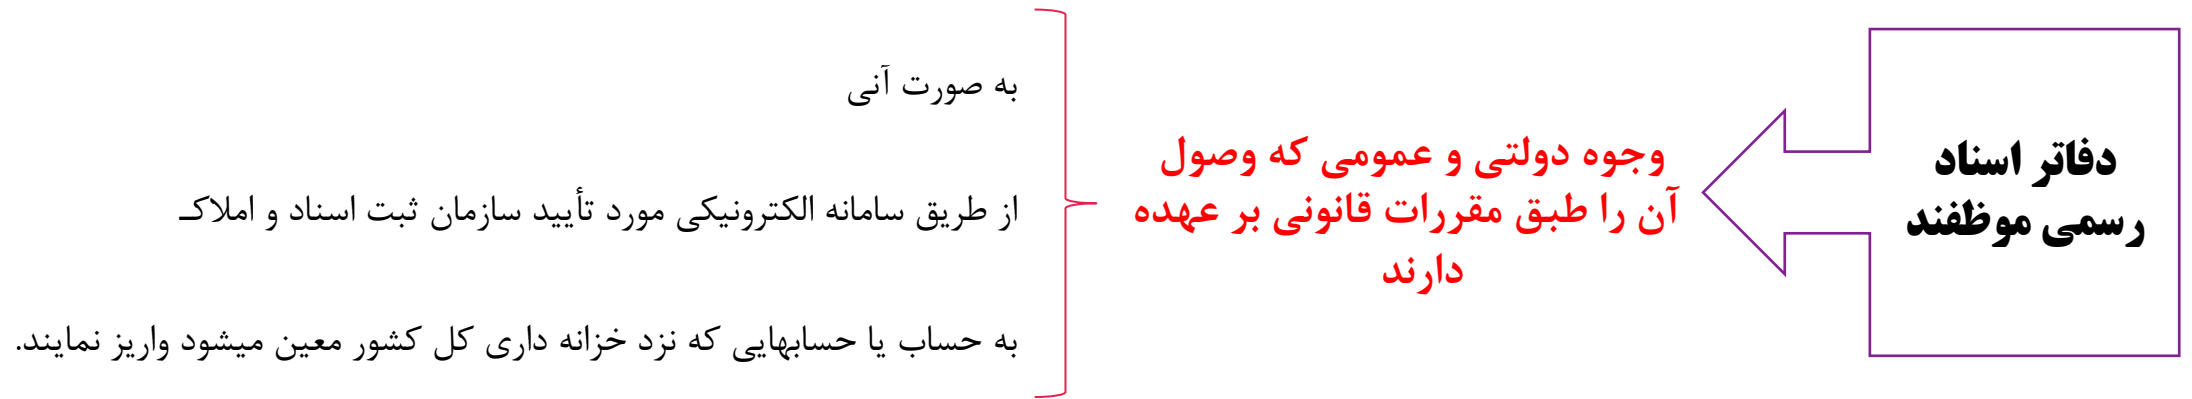 دفاتر اسناد
رسمی موظفند
وجوه دولتی و عمومی که وصول
آن را طبق مقررات قانونی بر عهده
دارند
به صورت آنی
از طریق سامانه الکترونیکی مورد تأیید سازمان ثبت اسناد و املاک
به حساب یا حسابهایی که نزد خزانه داری کل کشور معین میشود واریز نمایند.